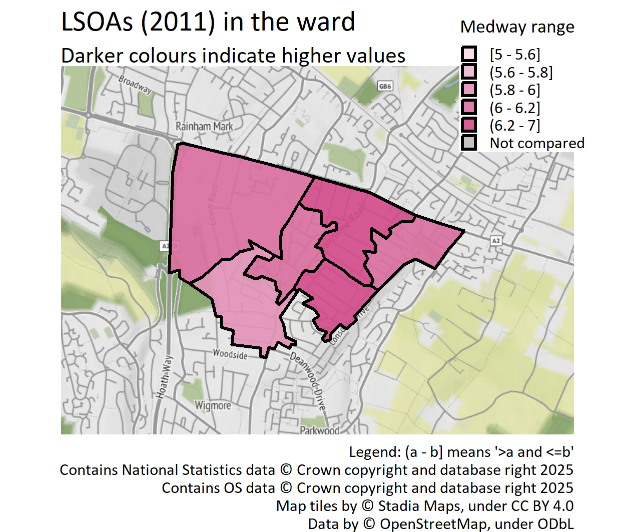 LSOAs (2011) in the ward
Darker colours indicate higher values
Medway range
[5 - 5.6]
(5.6 - 5.8]
(5.8 - 6]
(6 - 6.2]
(6.2 - 7]
Not compared
Broadway
GB6
Rainham Mark
A2
A2
Woodside
Hoath-Way
Deanwood-Drive
Wigmore
Parkwood
Legend: (a - b] means '>a and <=b'
Contains National Statistics data © Crown copyright and database right 2025
Contains OS data © Crown copyright and database right 2025
Map tiles by © Stadia Maps, under CC BY 4.0
Data by © OpenStreetMap, under ODbL